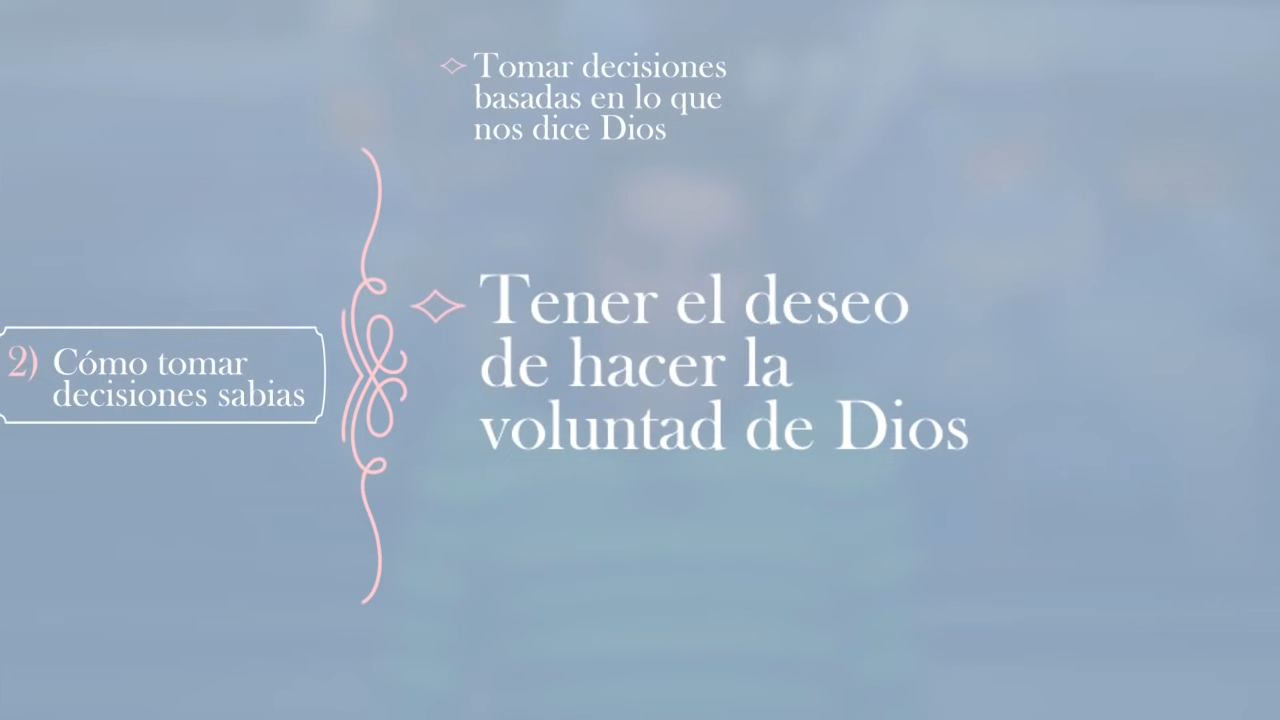 2) Cómo tomar
decisiones sabias
Tomar decisiones
basadas en lo que
nos dice Dios
Tener el deseo
de hacer la
voluntad de Dios